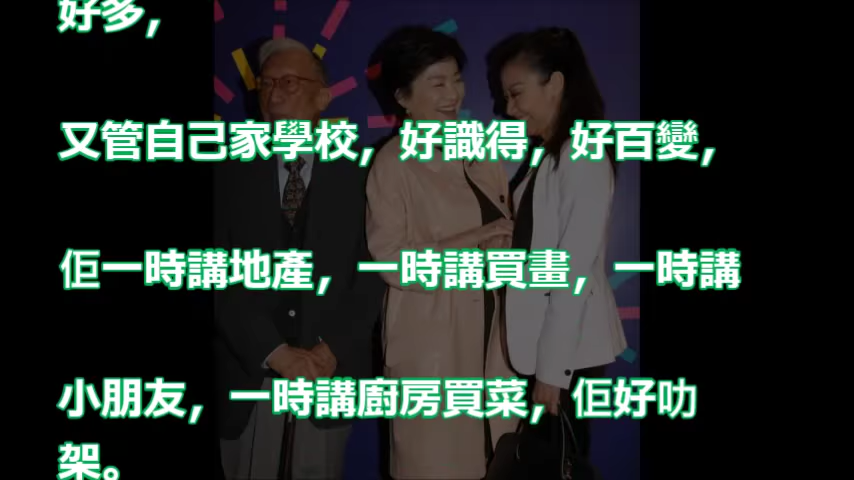 好多，
又管自己家學校，好識得，好百變，
佢一時講地產，一時講買畫，一時講
小朋友，一時講廚房買菜，佢好叻
架。